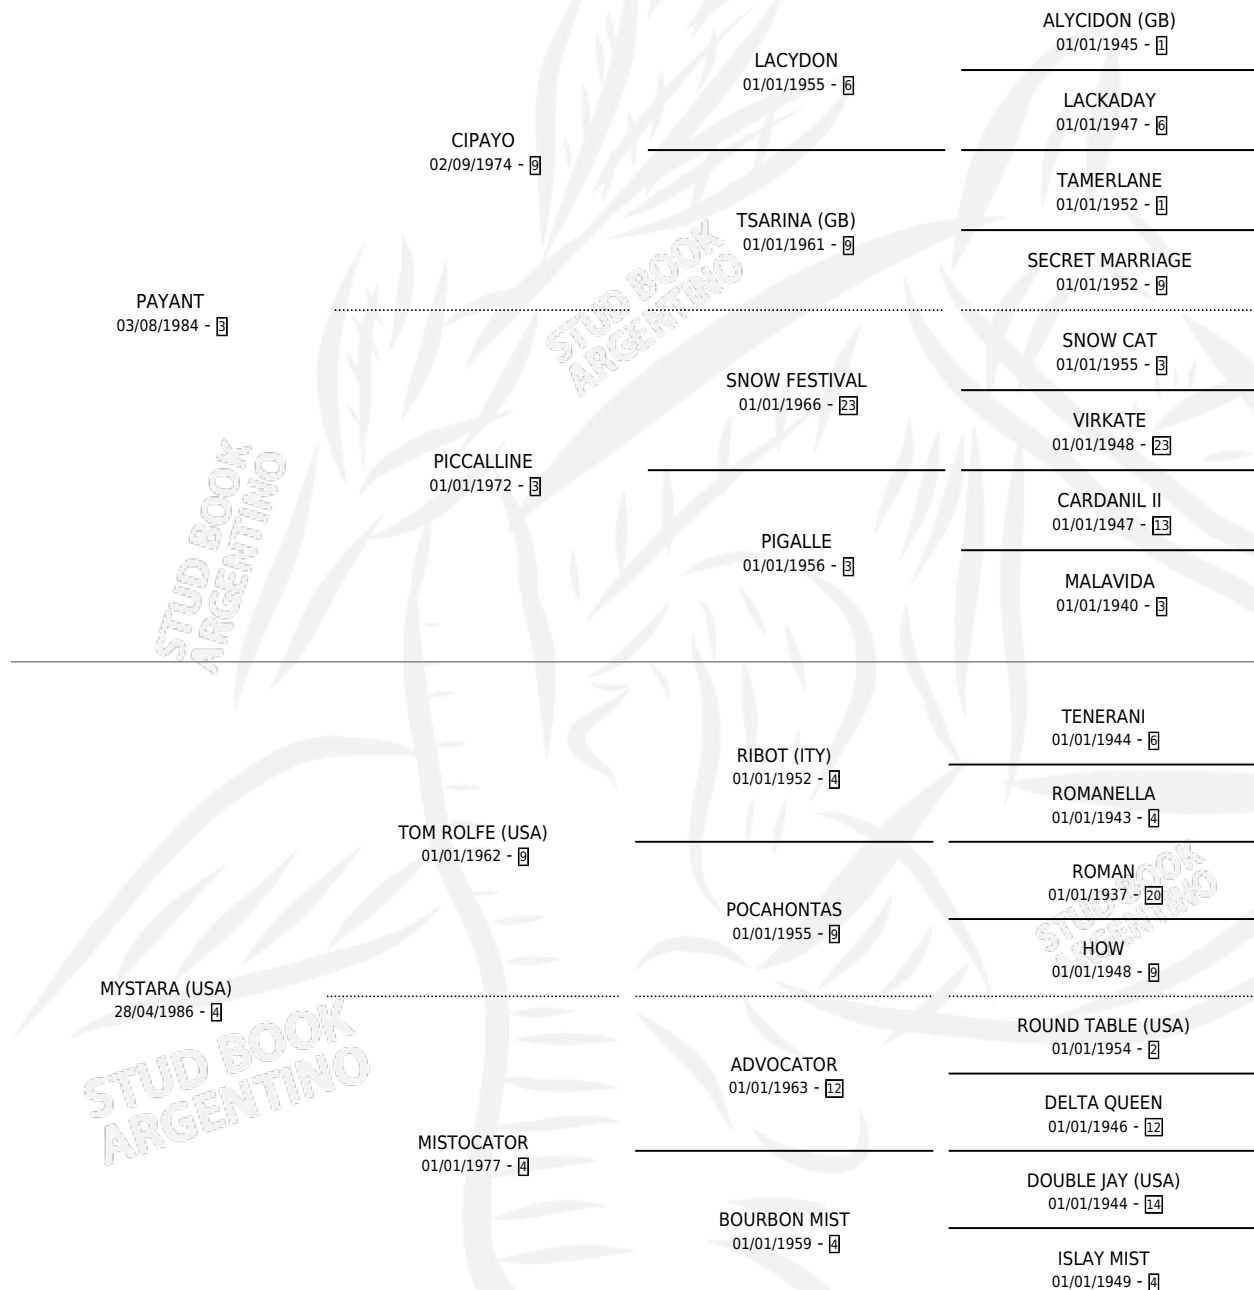 ALYCIDON (GB)
01/01/1945 - 1
LACYDON
01/01/1955 - 6
LACKADAY
01/01/1947 - 6
CIPAYO
02/09/1974 - 9
TAMERLANE
01/01/1952 - 1
TSARINA (GB)
01/01/1961 - 9
SECRET MARRIAGE
01/01/1952 - 9
PAYANT
03/08/1984 - 3
STUD BOOK
ARGENTINO
SNOW CAT
01/01/1955 - 3
SNOW FESTIVAL
01/01/1966 - 23
VIRKATE
01/01/1948 - 23
PICCALLINE
01/01/1972 - 3
CARDANIL II
01/01/1947 - 13
PIGALLE
01/01/1956 - 3
MALAVIDA
01/01/1940 - 3
STUD BOOK
ARGENTINO
TENERANI
01/01/1944 - 6
RIBOT (ITY)
01/01/1952 - 4
ROMANELLA
01/01/1943 - 4
TOM ROLFE (USA)
01/01/1962 - 9
ROMAN
01/01/1937 - 20
POCAHONTAS
01/01/1955 - 9
HOW
01/01/1948 - 9
STUD BOOK
ARGENTINO
MYSTARA (USA)
28/04/1986 - 4
ROUND TABLE (USA)
01/01/1954 - 2
ADVOCATOR
01/01/1963 - 12
DELTA QUEEN
01/01/1946 - 12
STUD BOOK
ARGENTINO
MISTOCATOR
01/01/1977 - 4
DOUBLE JAY (USA)
01/01/1944 - 14
BOURBON MIST
01/01/1959 - 4
ISLAY MIST
01/01/1949 - 4